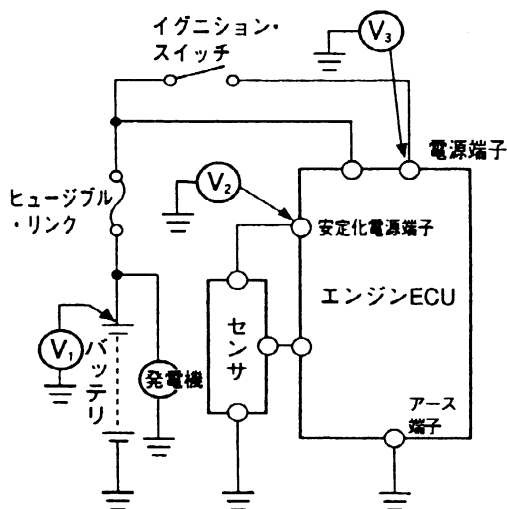 イグニション・
スイッチ
V3
電源端子
ヒュージブル
・リンク
V2
安定化電源端子
エンジンECU
センサ
V1
バッテリ
発電機
アース
端子